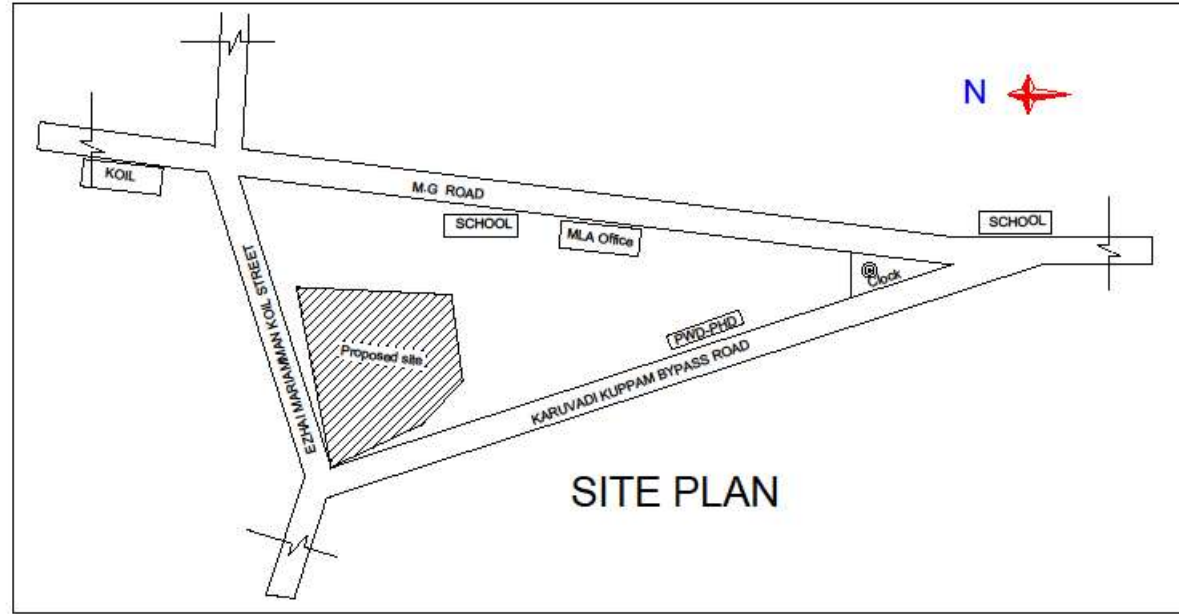 N
KOIL
M.G ROAD
SCHOOL
SCHOOL
MLA Office
Clock
EZHAI MARIAMMAN KOIL STREET
PWD-PHD
Proposed site
KARUVADI KUPPAM BYPASS ROAD
SITE PLAN